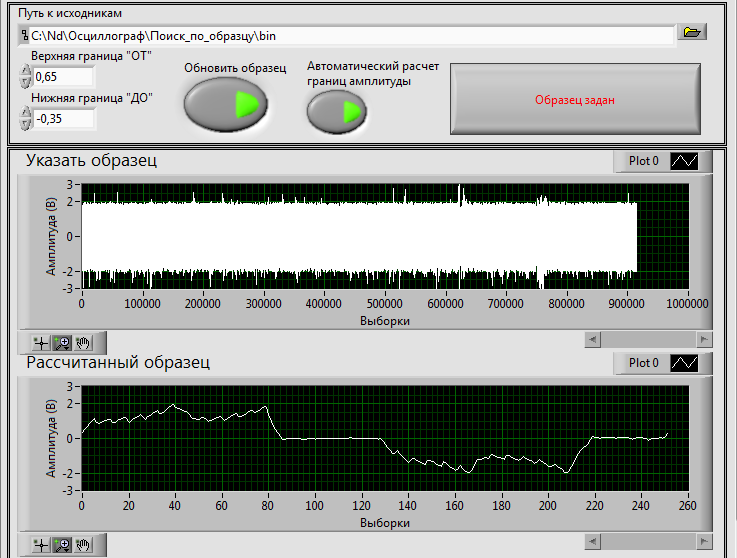 Путь к исходникам
C:\Nd\Осциллограф\Поиск_по_образцу\bin
Верхняя граница "ОТ"
0,65
Нижняя граница "ДО"
-0,35
Обновить образец
Автоматический расчет
границ амплитуды
Образец задан
Указать образец
Plot 0
Амплитуда (В)
3
2
0
-2
-3
0 100000 200000 300000 400000 500000 600000 700000 800000 900000 1000000
Выборки
Рассчитанный образец
Plot 0
Амплитуда (В)
3
2
0
-2
-3
0 20 40 60 80 100 120 140 160 180 200 220 240 260
Выборки